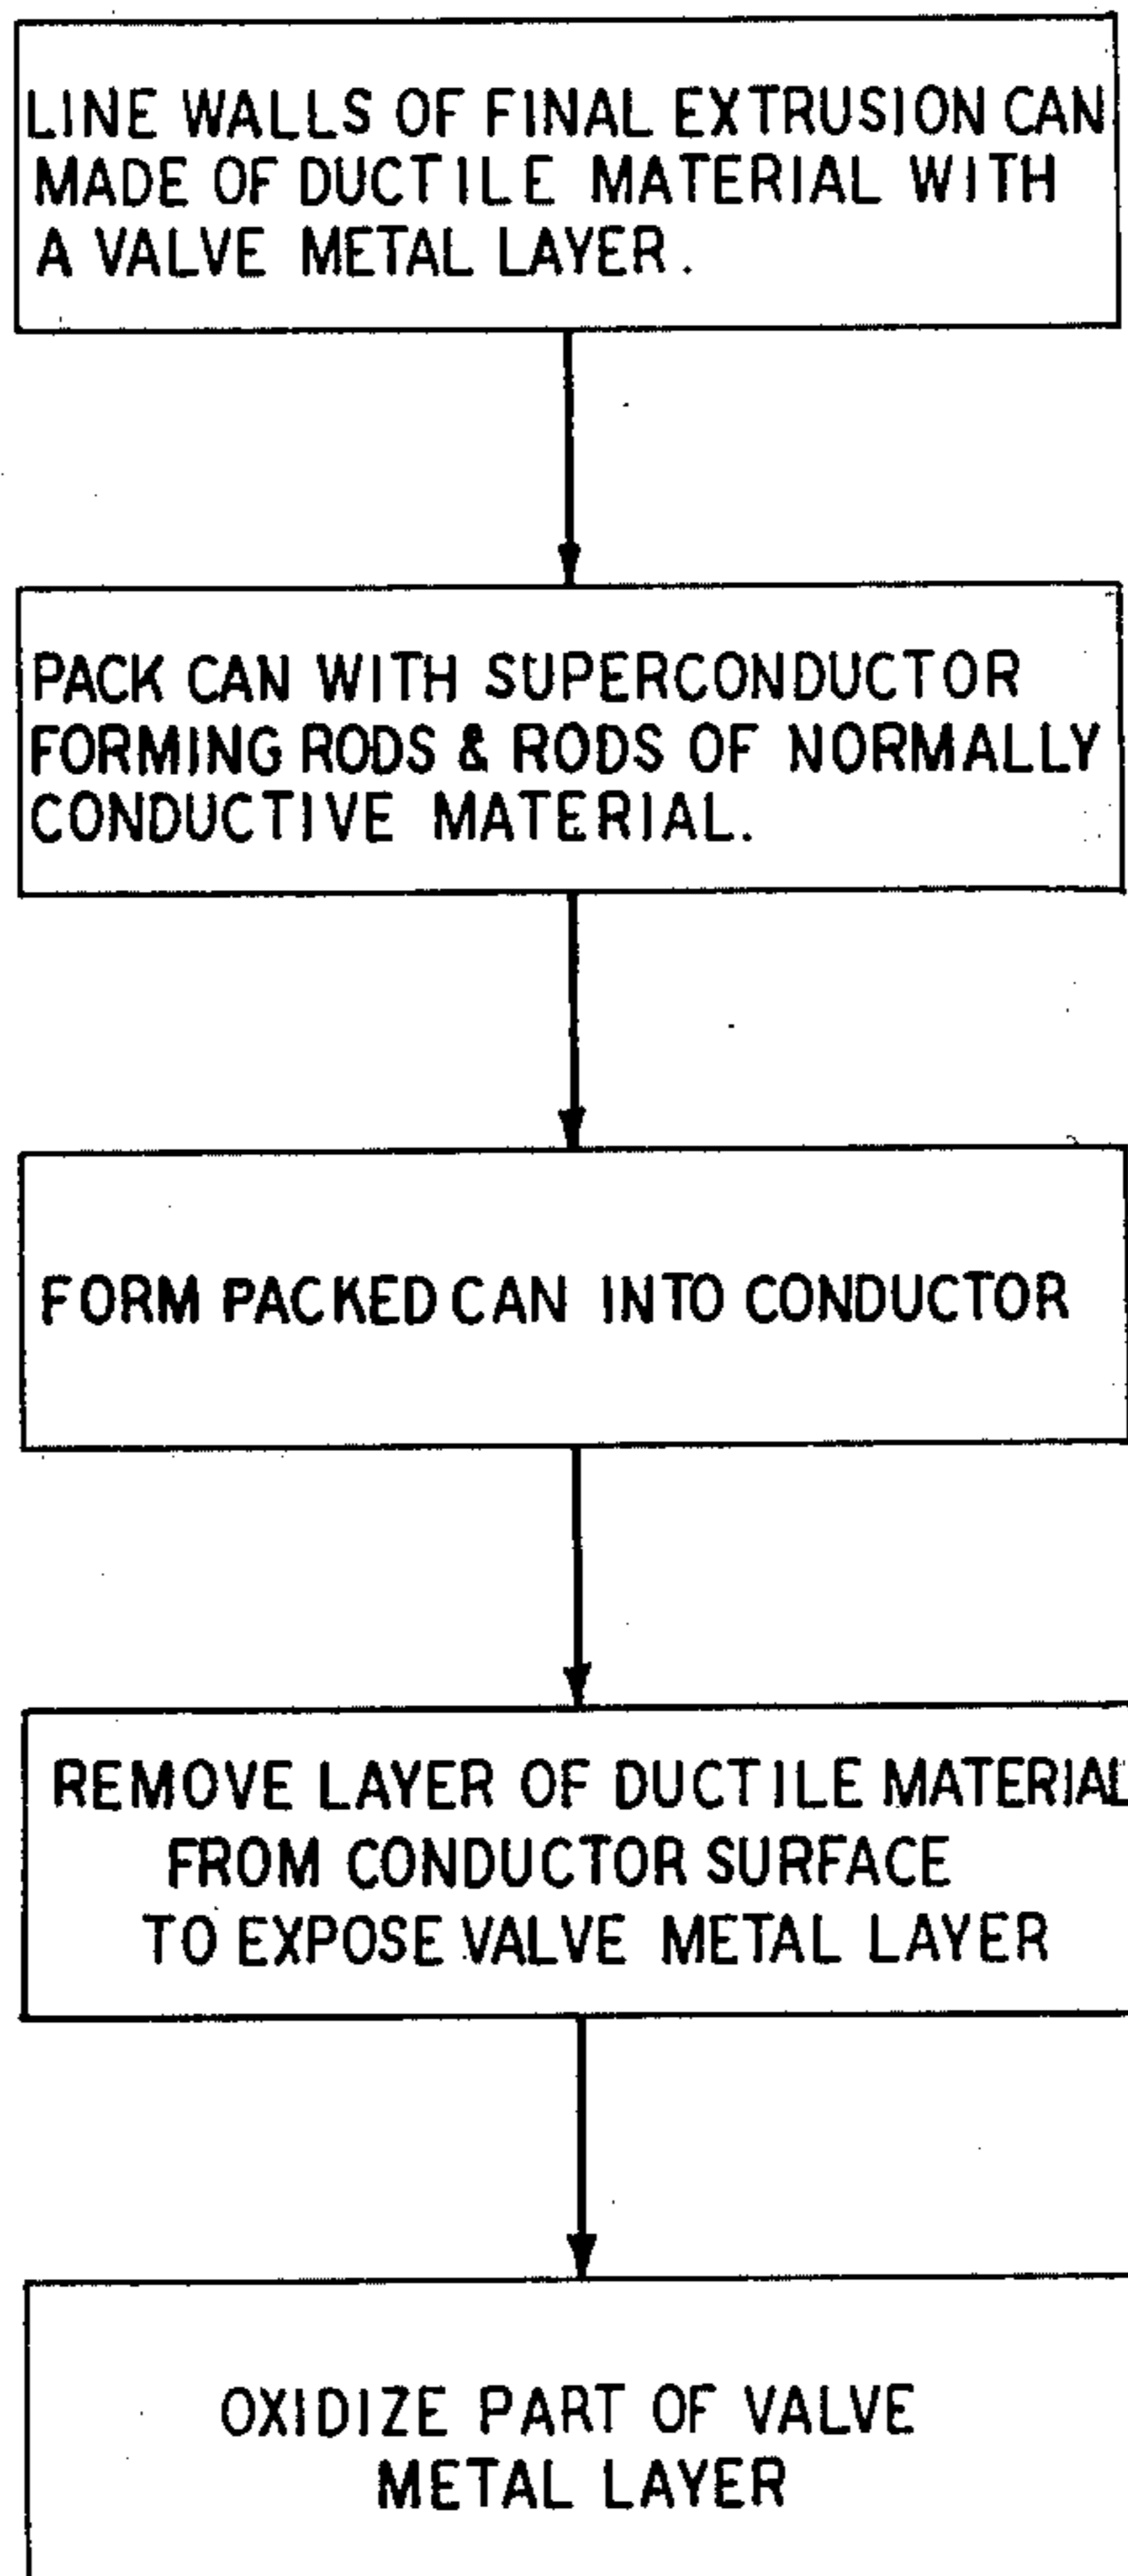 LINE WALLS OF FINAL EXTRUSION CAN
MADE OF DUCTILE MATERIAL WITH
A VALVE METAL LAYER.
PACK CAN WITH SUPERCONDUCTOR
FORMING RODS & RODS OF NORMALLY
CONDUCTIVE MATERIAL.
FORM PACKED CAN INTO CONDUCTOR
REMOVE LAYER OF DUCTILE MATERIAL
FROM CONDUCTOR SURFACE
TO EXPOSE VALVE METAL LAYER
OXIDIZE PART OF VALVE
METAL LAYER